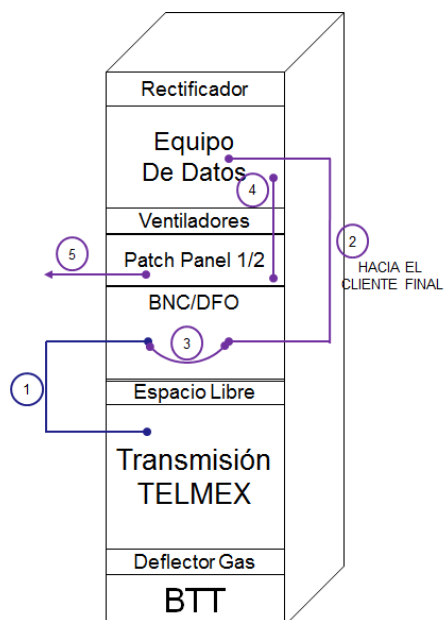 Rectificador
Equipo
De Datos
4
Ventiladores
5
Patch Panel 1/2
2
HACIA EL
CLIENTE FINAL
BNC/DFO
3
1
Espacio Libre
Transmisión
TELMEX
Deflector Gas
BTT